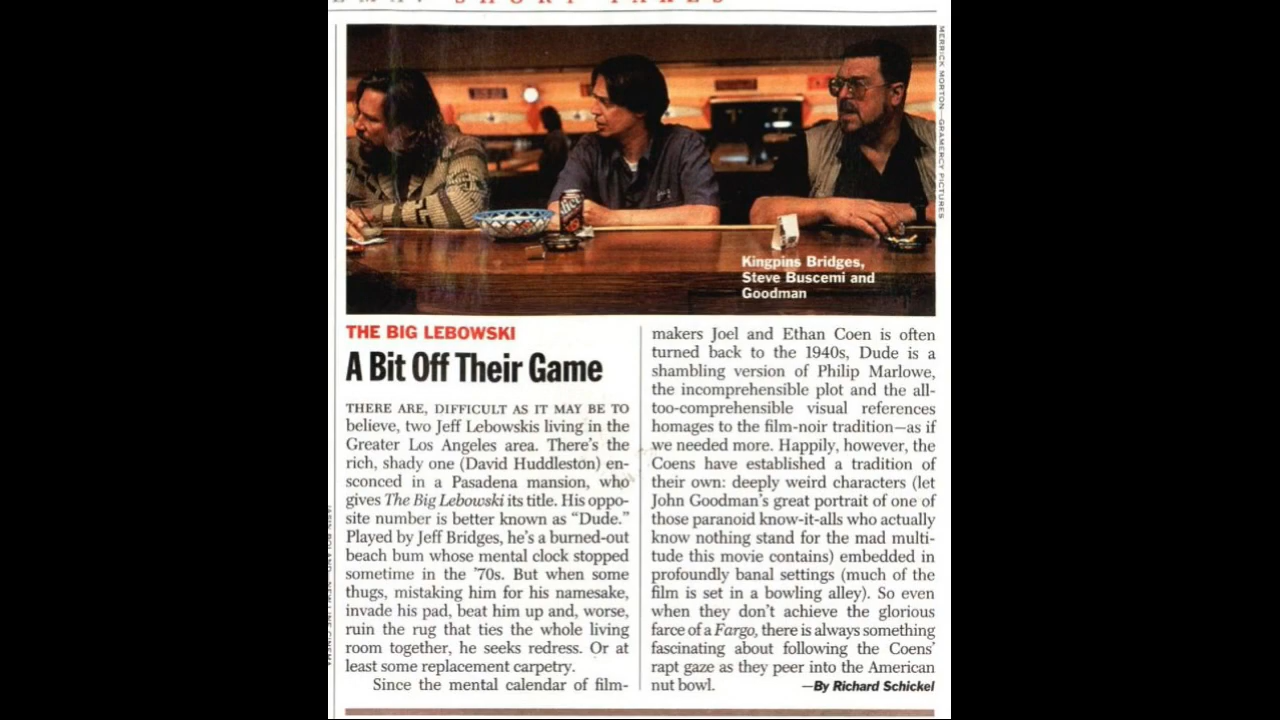 SHORT TAKES
MERRICK MORTON—GRAMERCY PICTURES
Kingpins Bridges,
Steve Buscemi and
Goodman
THE BIG LEBOWSKI
A Bit Off Their Game
THERE ARE, DIFFICULT AS IT MAY BE TO
believe, two Jeff Lebowskis living in the
Greater Los Angeles area. There's the
rich, shady one (David Huddleston) en-
sconced in a Pasadena mansion, who
gives The Big Lebowski its title. His oppo-
site number is better known as “Dude.”
Played by Jeff Bridges, he's a burned-out
beach bum whose mental clock stopped
sometime in the ’70s. But when some
thugs, mistaking him for his namesake,
invade his pad, beat him up and, worse,
ruin the rug that ties the whole living
room together, he seeks redress. Or at
least some replacement carpetry.
Since the mental calendar of film-
makers Joel and Ethan Coen is often
turned back to the 1940s, Dude is a
shambling version of Philip Marlowe,
the incomprehensible plot and the all-
too-comprehensible visual references
homages to the film-noir tradition—as if
we needed more. Happily, however, the
Coens have established a tradition of
their own: deeply weird characters (let
John Goodman's great portrait of one of
those paranoid know-it-alls who actually
know nothing stand for the mad multi-
tude this movie contains) embedded in
profoundly banal settings (much of the
film is set in a bowling alley). So even
when they don't achieve the glorious
farce of a Fargo, there is always something
fascinating about following the Coens'
rapt gaze as they peer into the American
nut bowl.
—By Richard Schickel